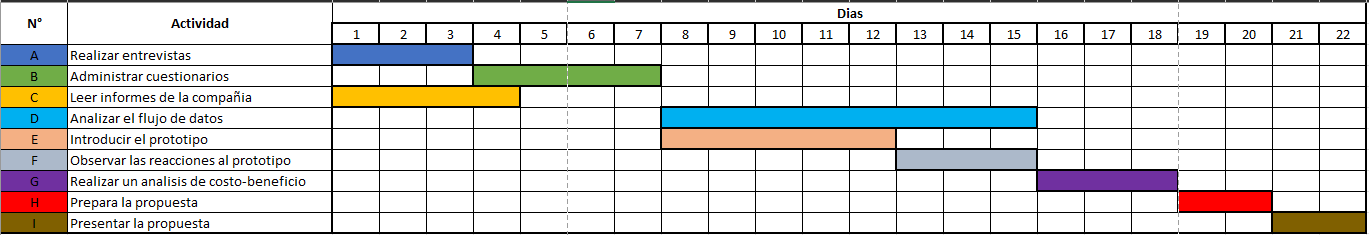 N° Actividad Dias
1 2 3 4 5 6 7 8 9 10 11 12 13 14 15 16 17 18 19 20 21 22
A Realizar entrevistas
B Administrar cuestionarios
C Leer informes de la compañia
D Analizar el flujo de datos
E Introducir el prototipo
F Observar las reacciones al prototipo
G Realizar un analisis de costo-beneficio
H Prepara la propuesta
I Presentar la propuesta